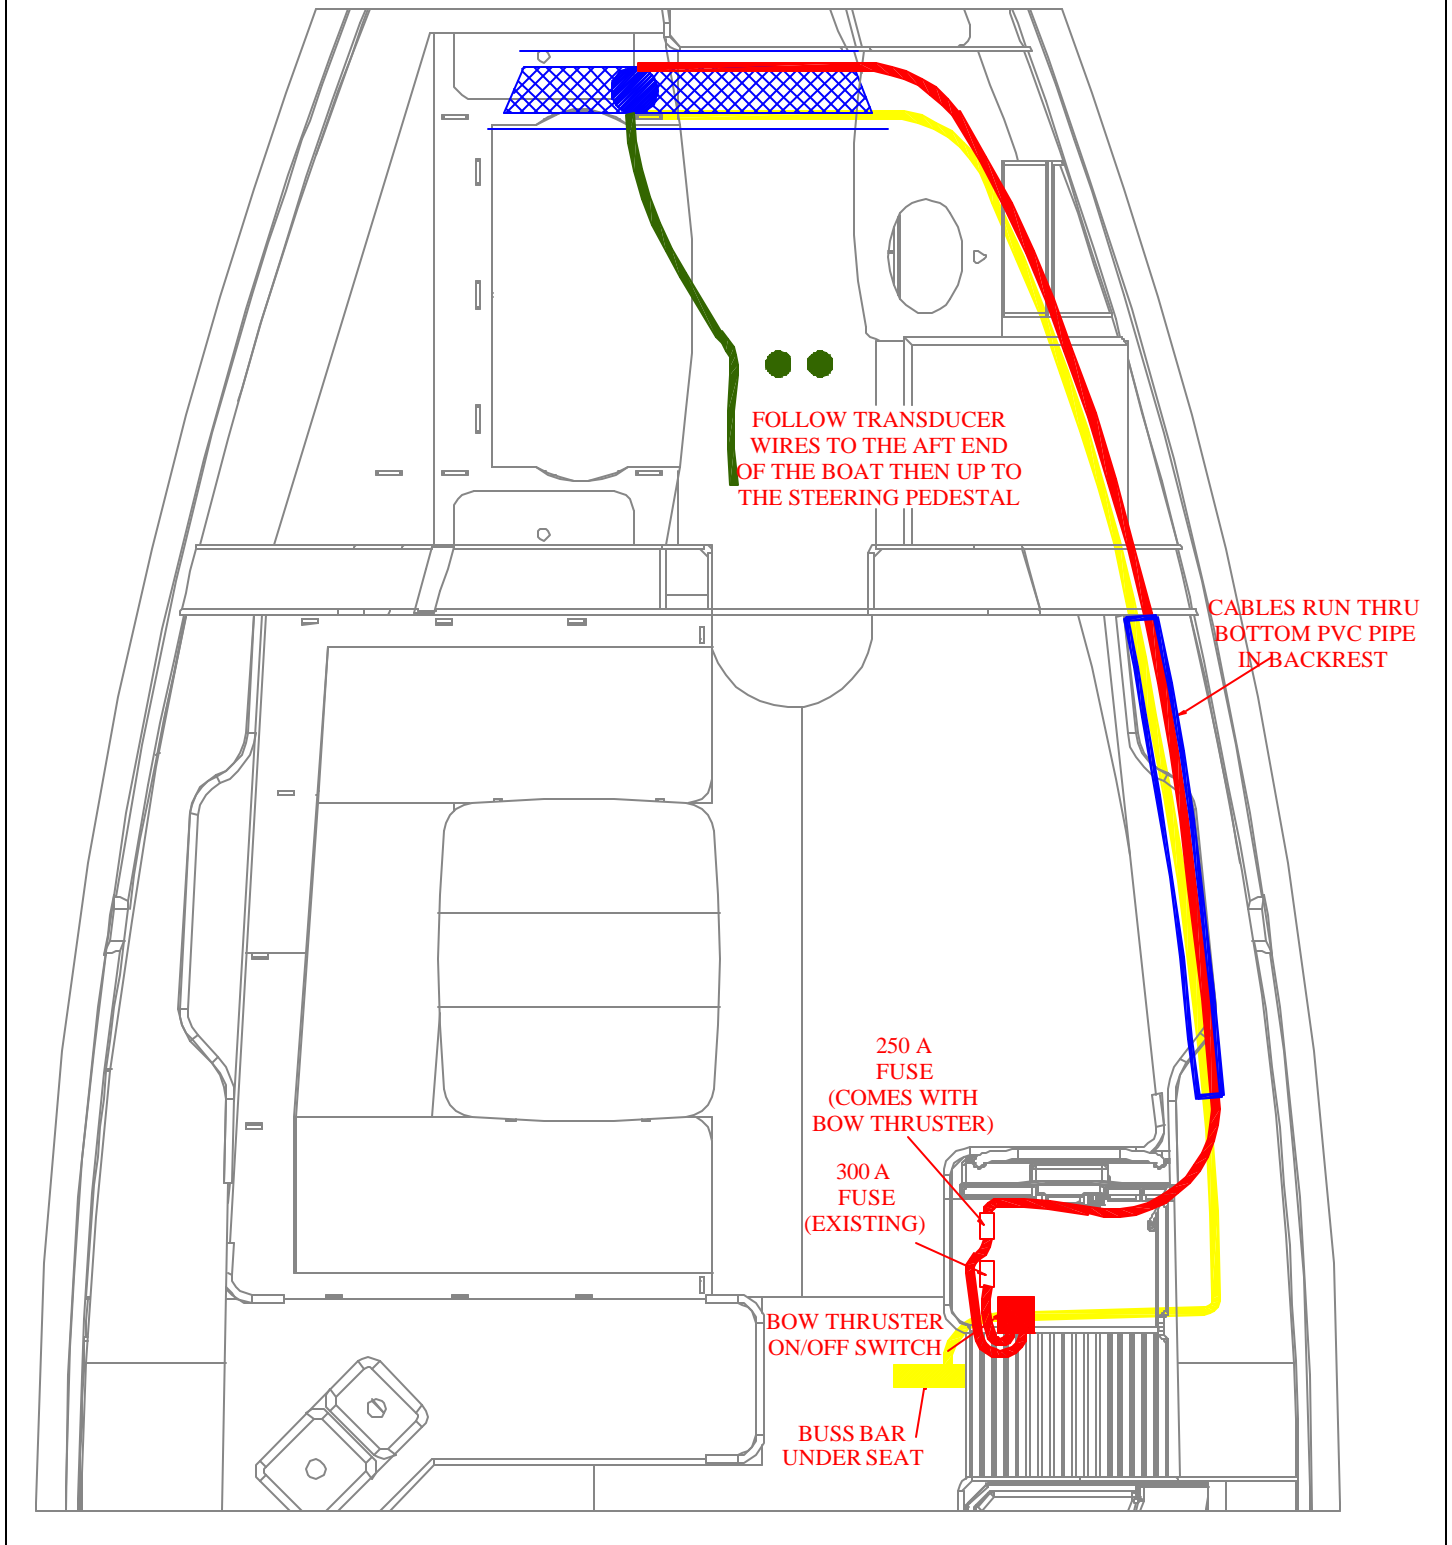 FOLLOW TRANSDUCER
WIRES TO THE AFT END
OF THE BOAT THEN UP TO
THE STEERING PEDESTAL
CABLES RUN THRU
BOTTOM PVC PIPE
IN BACKREST
250 A
FUSE
(COMES WITH
BOW THRUSTER)
300 A
FUSE
(EXISTING)
BOW THRUSTER
ON/OFF SWITCH
BUSS BAR
UNDER SEAT